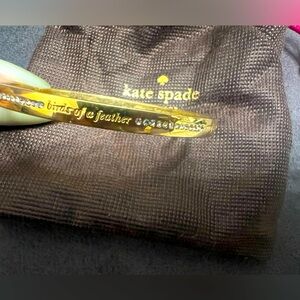 kate spade
birds of a feather